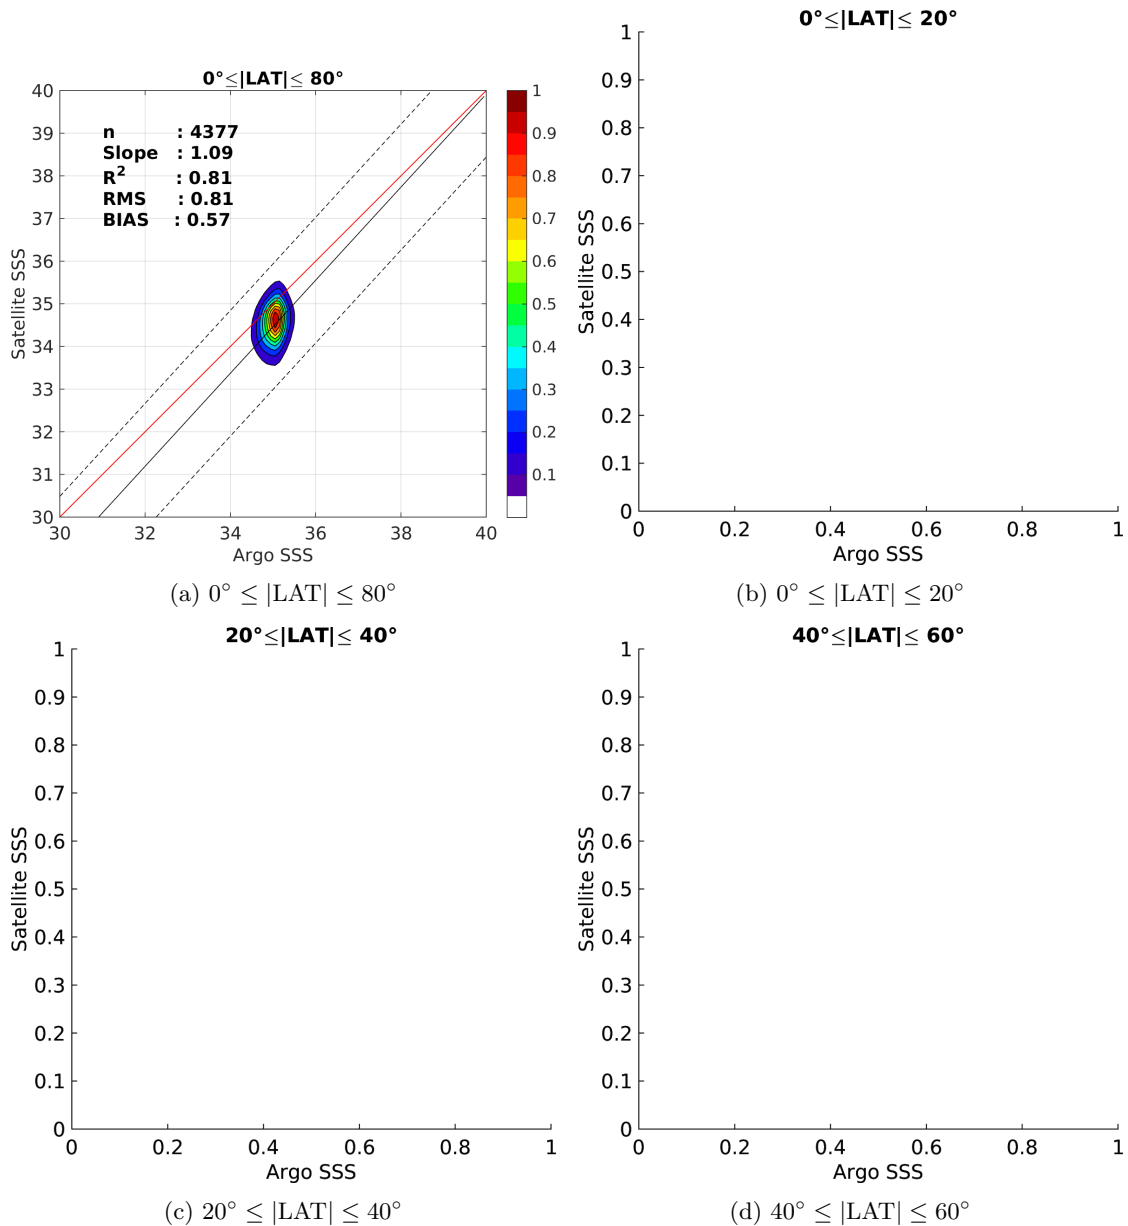 0°≤|LAT|≤ 80°
n : 4377
Slope : 1.09
R² : 0.81
RMS : 0.81
BIAS : 0.57
40
39
38
37
36
35
34
33
32
31
30
Satellite SSS
30 32 34 36 38 40
Argo SSS
1
0.9
0.8
0.7
0.6
0.5
0.4
0.3
0.2
0.1
(a) 0° ≤ |LAT| ≤ 80°
0°≤|LAT|≤ 20°
1
0.9
0.8
0.7
0.6
0.5
0.4
0.3
0.2
0.1
0
Satellite SSS
0 0.2 0.4 0.6 0.8 1
Argo SSS
(b) 0° ≤ |LAT| ≤ 20°
20°≤|LAT|≤ 40°
1
0.9
0.8
0.7
0.6
0.5
0.4
0.3
0.2
0.1
0
Satellite SSS
0 0.2 0.4 0.6 0.8 1
Argo SSS
(c) 20° ≤ |LAT| ≤ 40°
40°≤|LAT|≤ 60°
1
0.9
0.8
0.7
0.6
0.5
0.4
0.3
0.2
0.1
0
Satellite SSS
0 0.2 0.4 0.6 0.8 1
Argo SSS
(d) 40° ≤ |LAT| ≤ 60°